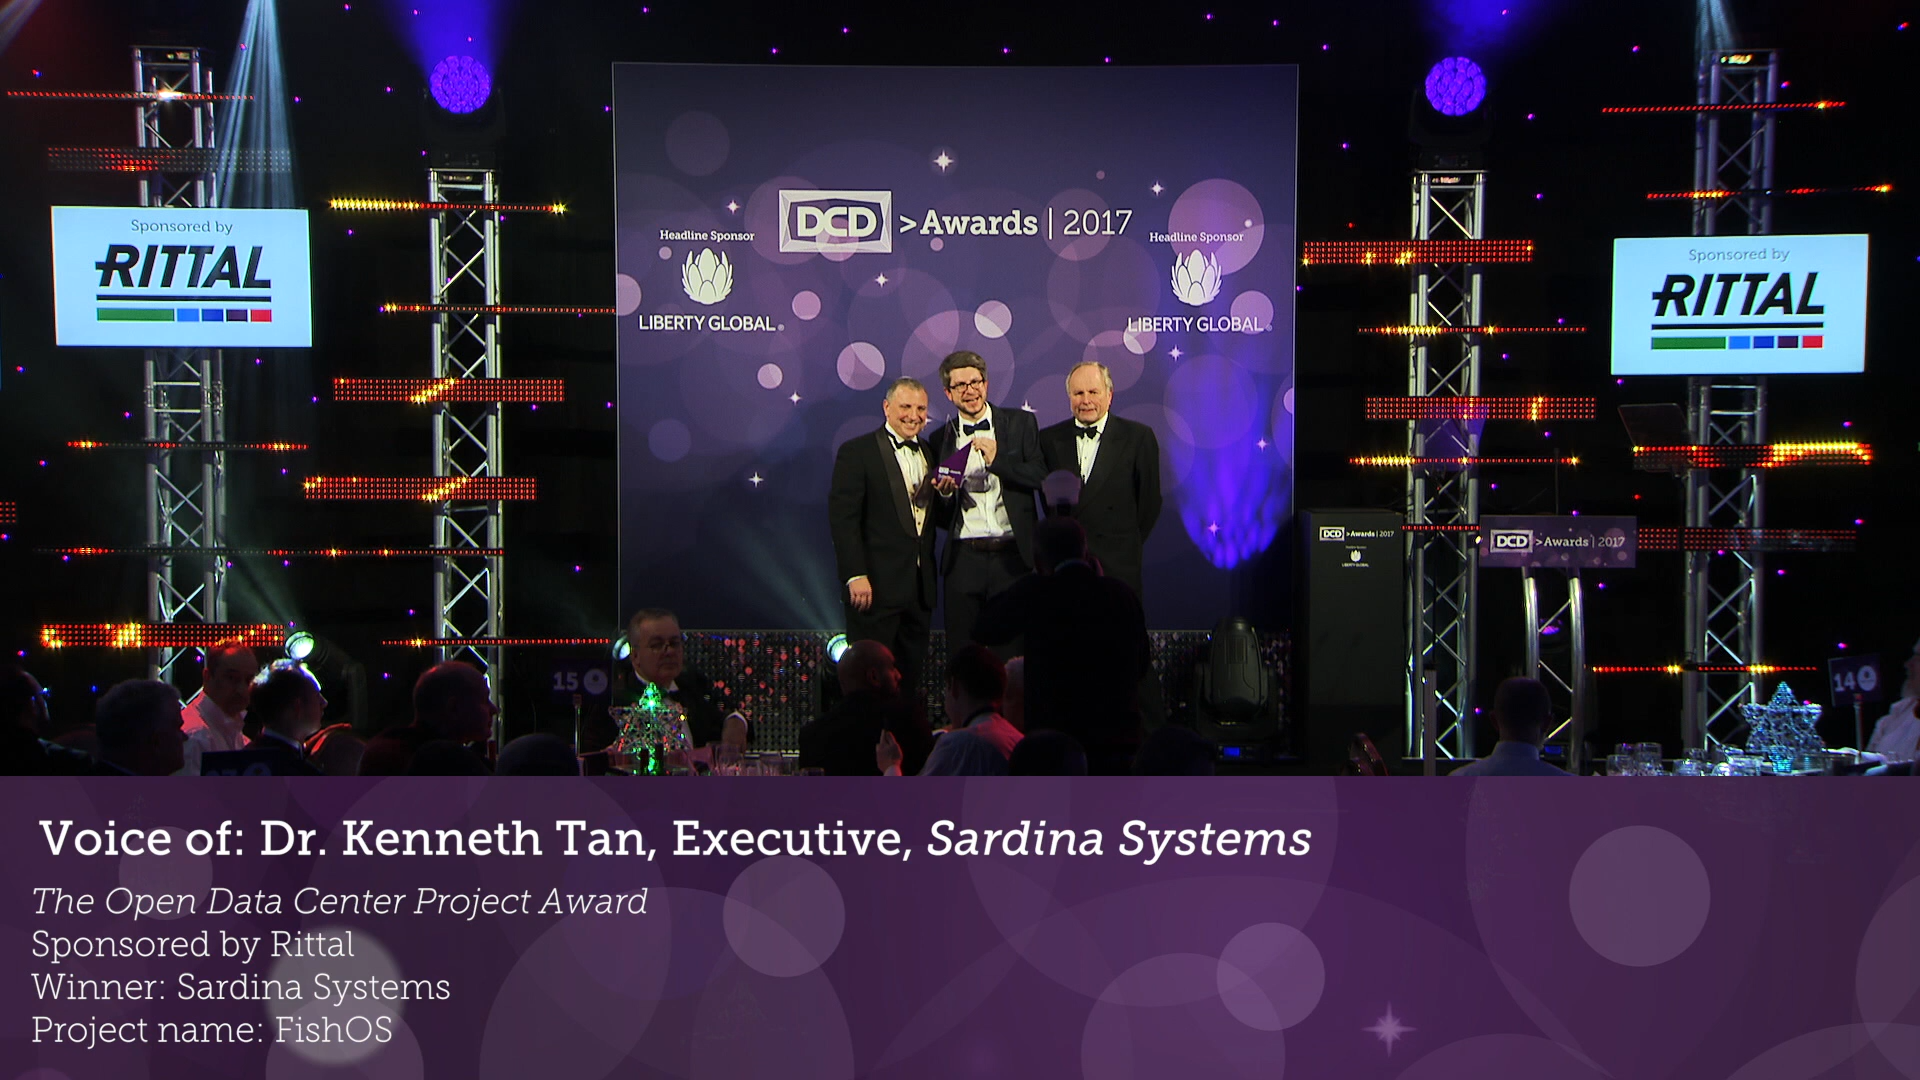 Sponsored by
RITTAL
DCD >Awards | 2017
Headline Sponsor
LIBERTY GLOBAL
Headline Sponsor
LIBERTY GLOBAL
Sponsored by
RITTAL
DCD >Awards | 2017
LIBERTY GLOBAL
DCD >Awards | 2017
15
14
Voice of: Dr. Kenneth Tan, Executive, Sardina Systems
The Open Data Center Project Award
Sponsored by Rittal
Winner: Sardina Systems
Project name: FishOS